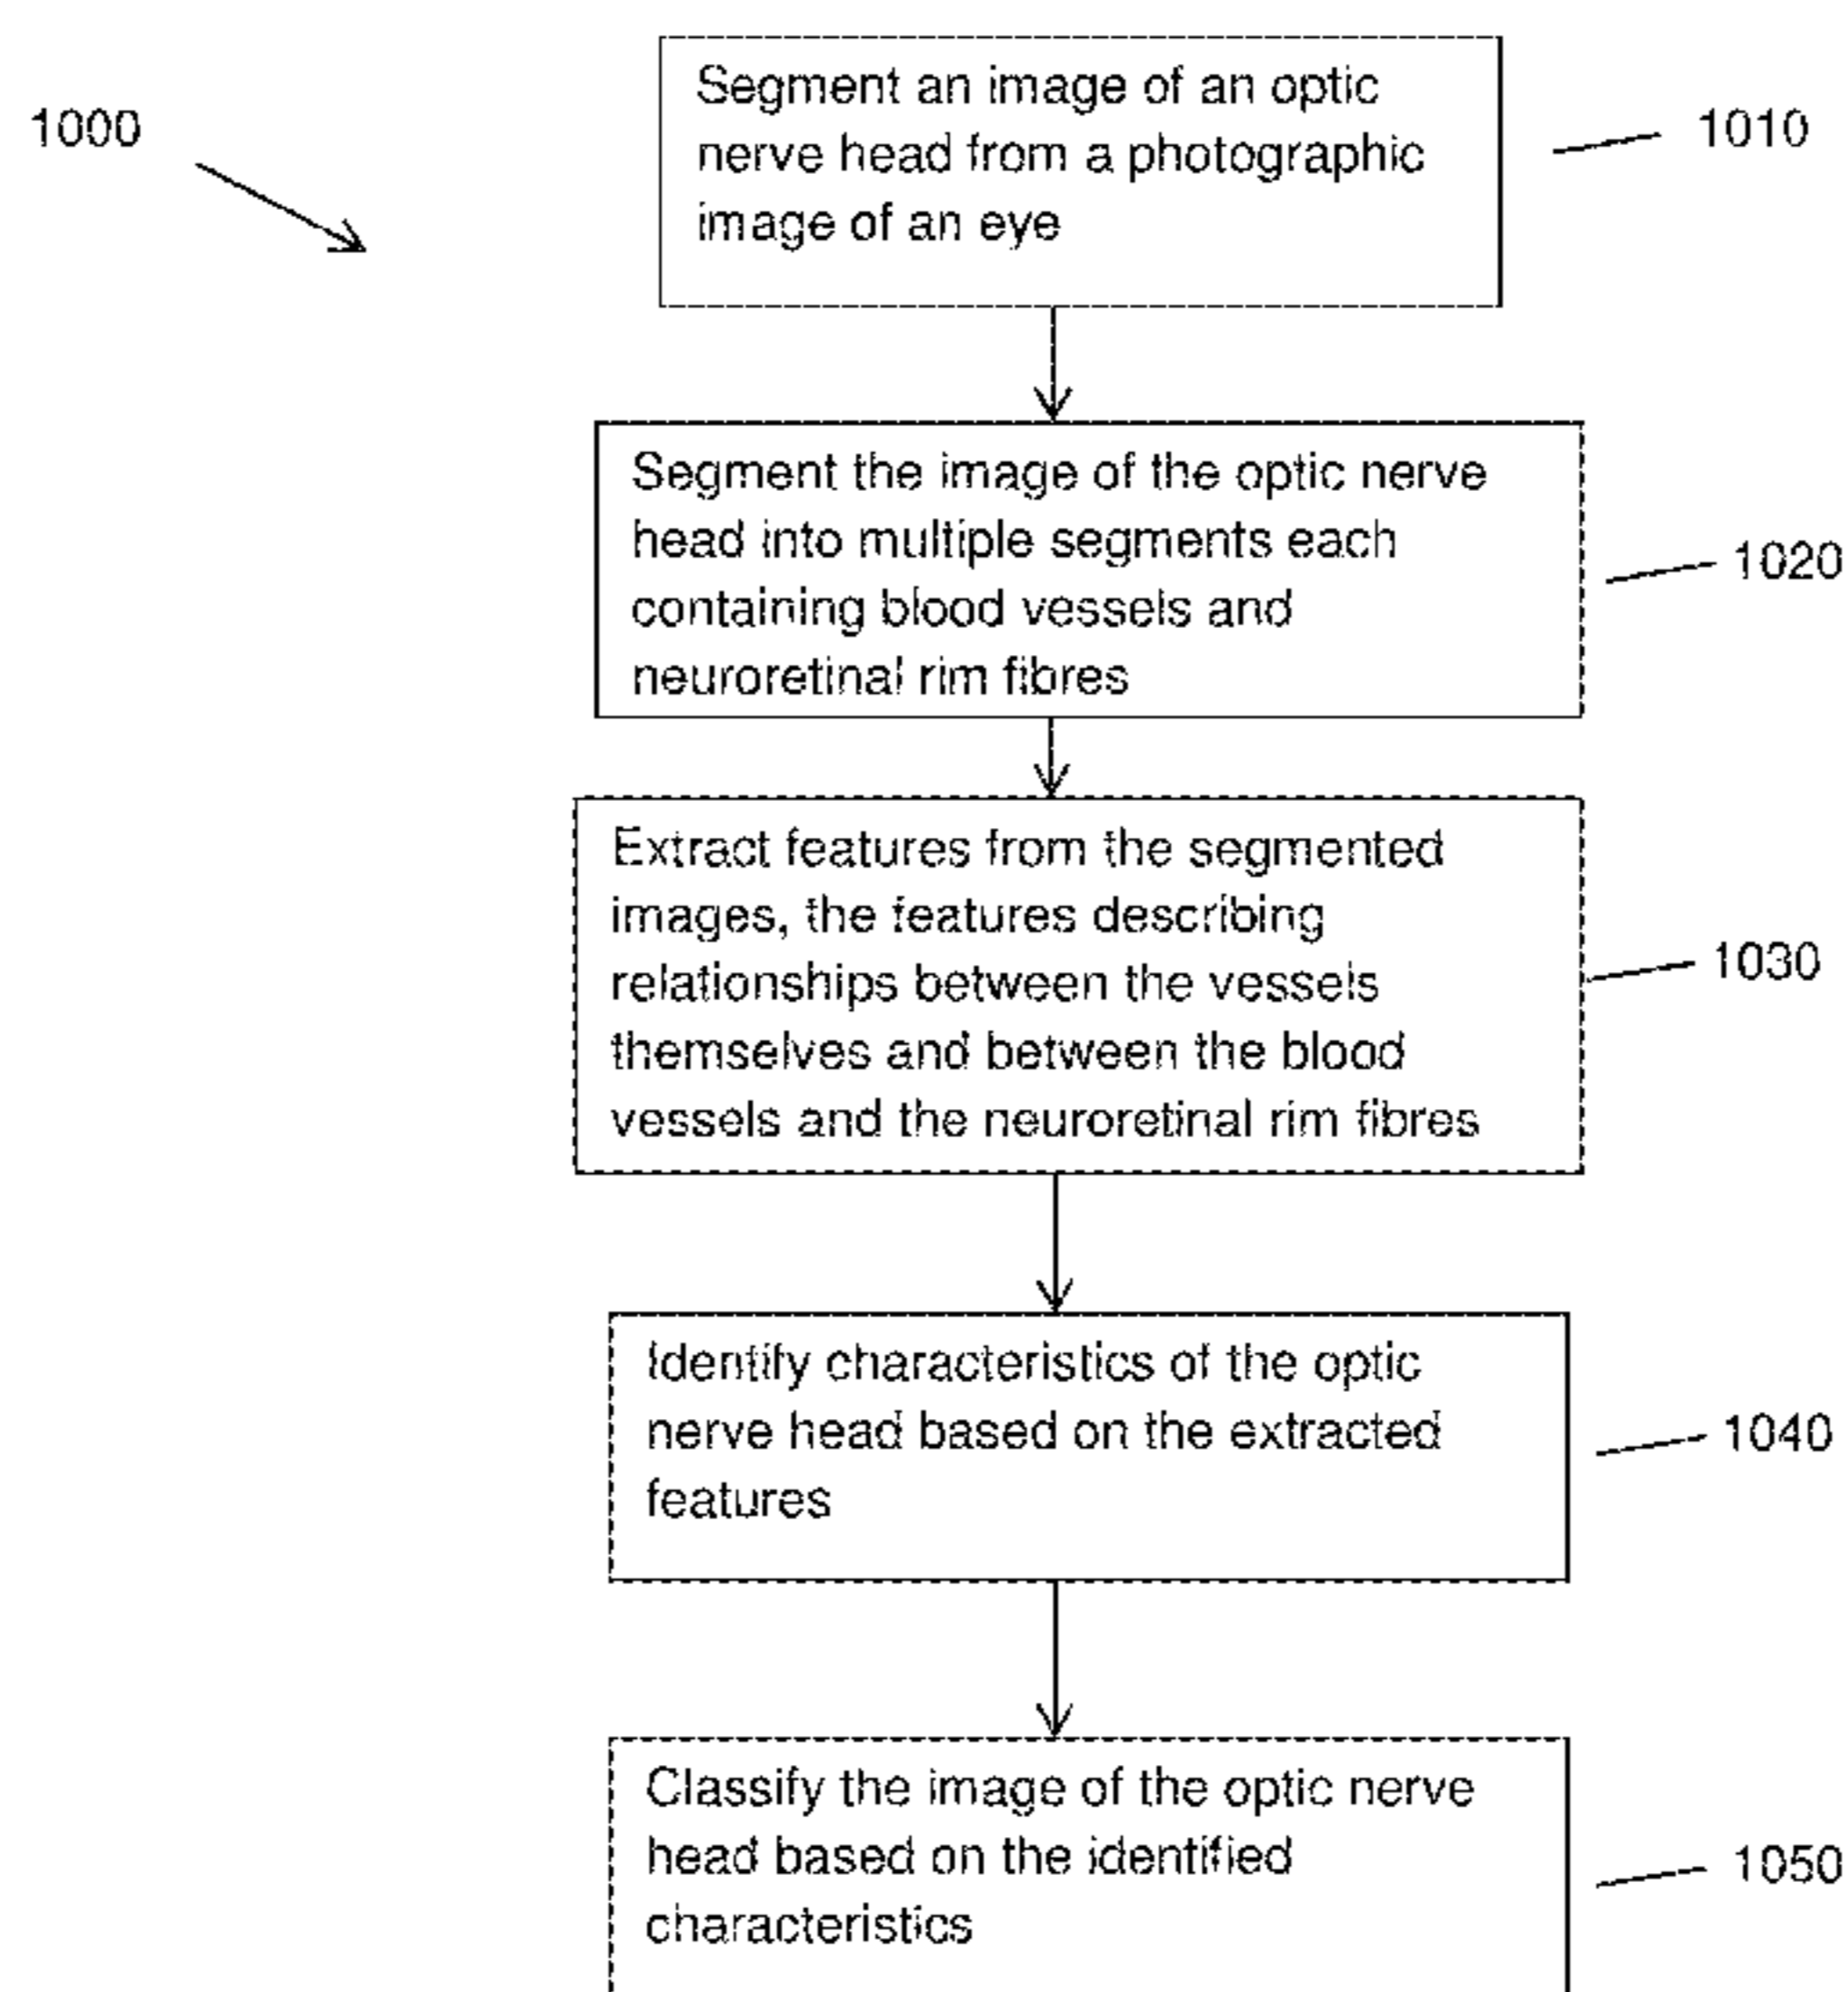 1000
Segment an image of an optic
nerve head from a photographic
image of an eye
1010
Segment the image of the optic nerve
head into multiple segments each
containing blood vessels and
neuroretinal rim fibres
1020
Extract features from the segmented
images, the features describing
relationships between the vessels
themselves and between the blood
vessels and the neuroretinal rim fibres
1030
Identify characteristics of the optic
nerve head based on the extracted
features
1040
Classify the image of the optic nerve
head based on the identified
characteristics
1050